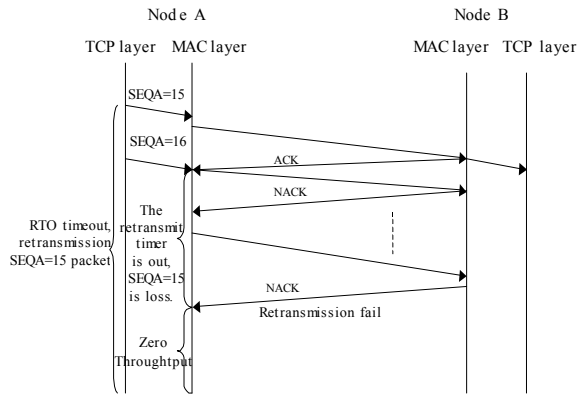 Node A
Node B
TCP layer
MAC layer
MAC layer
TCP layer
SEQA=15
SEQA=16
ACK
NACK
RTO timeout,
retransmission
SEQA=15 packet
The
retransmit
timer
is out,
SEQA=15
is loss.
NACK
Retransmission fail
Zero
Throughtput